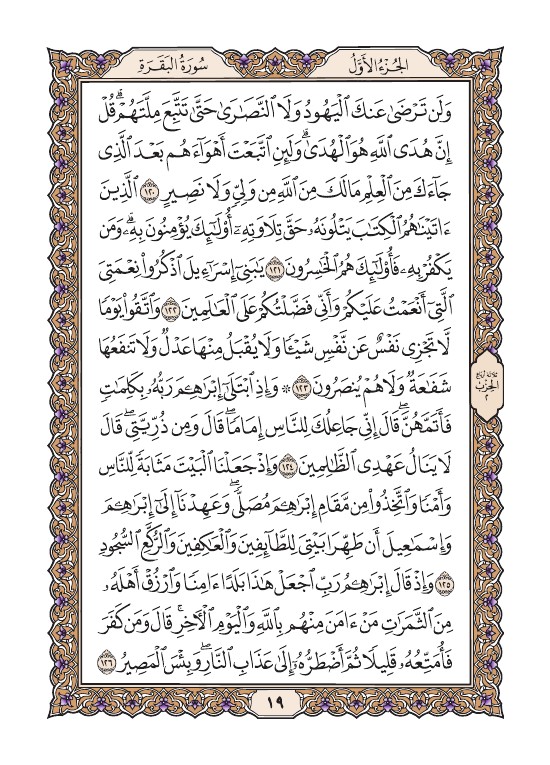 الجُزْءُ الأَوَّلُ
سُورَةُ البَقَرَةِ
وَلَن تَرْضَىٰ عَنكَ ٱلْيَهُودُ وَلَا ٱلنَّصَٰرَىٰ حَتَّىٰ تَتَّبِعَ مِلَّتَهُمْۗ قُلْ
إِنَّ هُدَى ٱللَّهِ هُوَ ٱلْهُدَىٰۗ وَلَئِنِ ٱتَّبَعْتَ أَهْوَآءَهُم بَعْدَ ٱلَّذِى
جَآءَكَ مِنَ ٱلْعِلْمِ مَا لَكَ مِنَ ٱللَّهِ مِن وَلِىٍّ وَلَا نَصِيرٍ ١٢٠ ٱلَّذِينَ
ءَاتَيْنَٰهُمُ ٱلْكِتَٰبَ يَتْلُونَهُۥ حَقَّ تِلَاوَتِهِۦٓ أُو۟لَٰٓئِكَ يُؤْمِنُونَ بِهِۦۗ وَمَن
يَكْفُرْ بِهِۦ فَأُو۟لَٰٓئِكَ هُمُ ٱلْخَٰسِرُونَ ١٢١ يَٰبَنِىٓ إِسْرَٰٓءِيلَ ٱذْكُرُوا۟ نِعْمَتِىَ
ٱلَّتِىٓ أَنْعَمْتُ عَلَيْكُمْ وَأَنِّى فَضَّلْتُكُمْ عَلَى ٱلْعَٰلَمِينَ ١٢٢ وَٱتَّقُوا۟ يَوْمًا
لَّا تَجْزِى نَفْسٌ عَن نَّفْسٍ شَيْـًٔا وَلَا يُقْبَلُ مِنْهَا عَدْلٌ وَلَا تَنفَعُهَا
شَفَٰعَةٌ وَلَا هُمْ يُنصَرُونَ ١٢٣ ۞ وَإِذِ ٱبْتَلَىٰٓ إِبْرَٰهِـۧمَ رَبُّهُۥ بِكَلِمَٰتٍ
فَأَتَمَّهُنَّۖ قَالَ إِنِّى جَاعِلُكَ لِلنَّاسِ إِمَامًاۖ قَالَ وَمِن ذُرِّيَّتِىۖ قَالَ
لَا يَنَالُ عَهْدِى ٱلظَّٰلِمِينَ ١٢٤ وَإِذْ جَعَلْنَا ٱلْبَيْتَ مَثَابَةً لِّلنَّاسِ
وَأَمْنًا وَٱتَّخِذُوا۟ مِن مَّقَامِ إِبْرَٰهِـۧمَ مُصَلًّىۖ وَعَهِدْنَآ إِلَىٰٓ إِبْرَٰهِـۧمَ
وَإِسْمَٰعِيلَ أَن طَهِّرَا بَيْتِىَ لِلطَّآئِفِينَ وَٱلْعَٰكِفِينَ وَٱلرُّكَّعِ ٱلسُّجُودِ
١٢٥ وَإِذْ قَالَ إِبْرَٰهِـۧمُ رَبِّ ٱجْعَلْ هَٰذَا بَلَدًا ءَامِنًا وَٱرْزُقْ أَهْلَهُۥ
مِنَ ٱلثَّمَرَٰتِ مَنْ ءَامَنَ مِنْهُم بِٱللَّهِ وَٱلْيَوْمِ ٱلْءَاخِرِۚ قَالَ وَمَن كَفَرَ
فَأُمَتِّعُهُۥ قَلِيلًا ثُمَّ أَضْطَرُّهُۥٓ إِلَىٰ عَذَابِ ٱلنَّارِۖ وَبِئْسَ ٱلْمَصِيرُ ١٢٦
ثلاثة أرباع
الحزب
٢
١٩